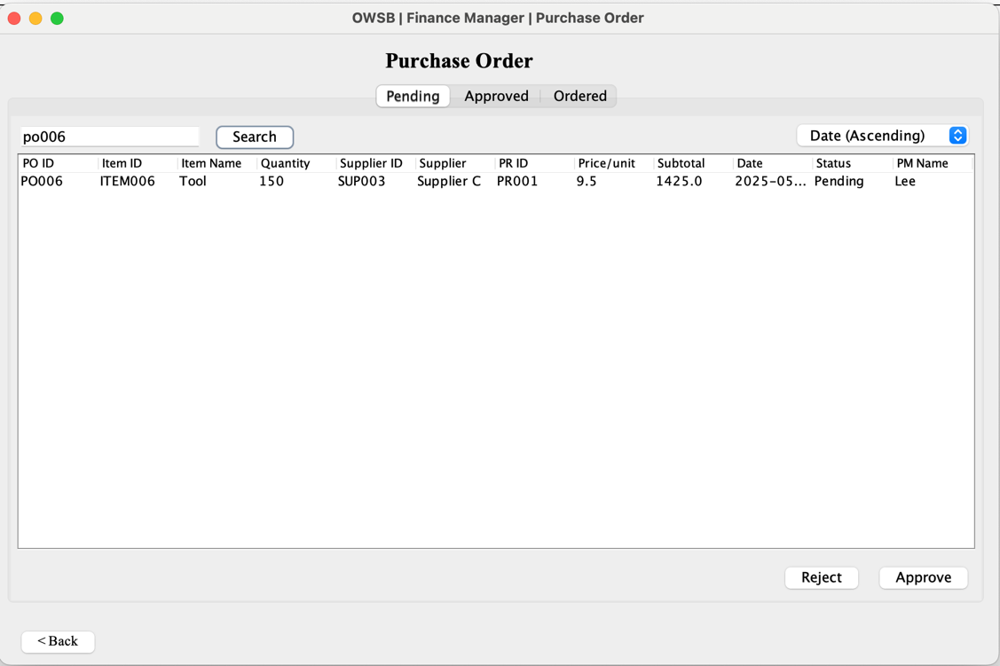 OWSB | Finance Manager | Purchase Order
Purchase Order
Pending Approved Ordered
po006 Search Date (Ascending)
PO ID Item ID Item Name Quantity Supplier ID Supplier PR ID Price/unit Subtotal Date Status PM Name
PO006 ITEM006 Tool 150 SUP003 Supplier C PR001 9.5 1425.0 2025-05... Pending Lee
Reject Approve
< Back